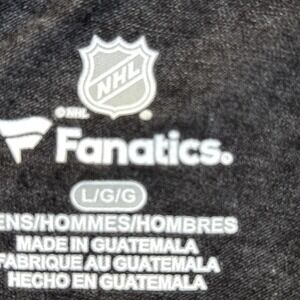 NHL
© NHL ®
Fanatics.
L/G/G
ENS/HOMMES/HOMBRES
MADE IN GUATEMALA
FABRIQUE AU GUATEMALA
HECHO EN GUATEMALA